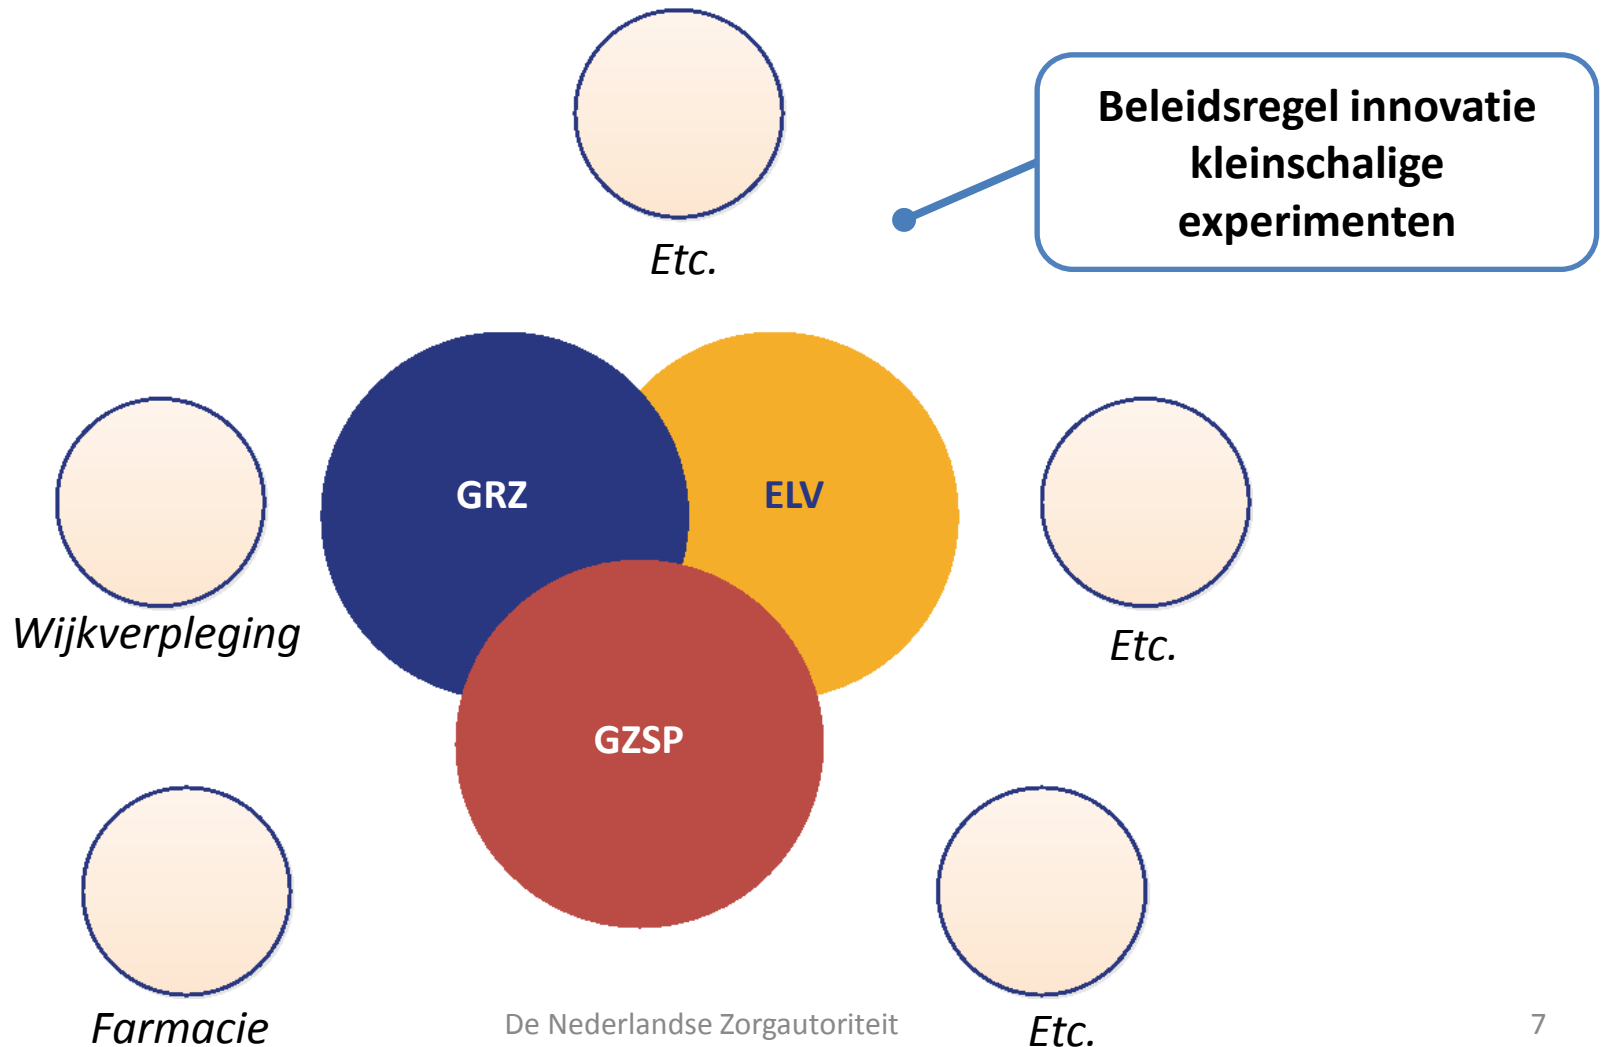 Beleidsregel innovatie
kleinschalige
experimenten
Etc.
GRZ
ELV
Wijkverpleging
Etc.
GZSP
Farmacie
De Nederlandse Zorgautoriteit
Etc.
7